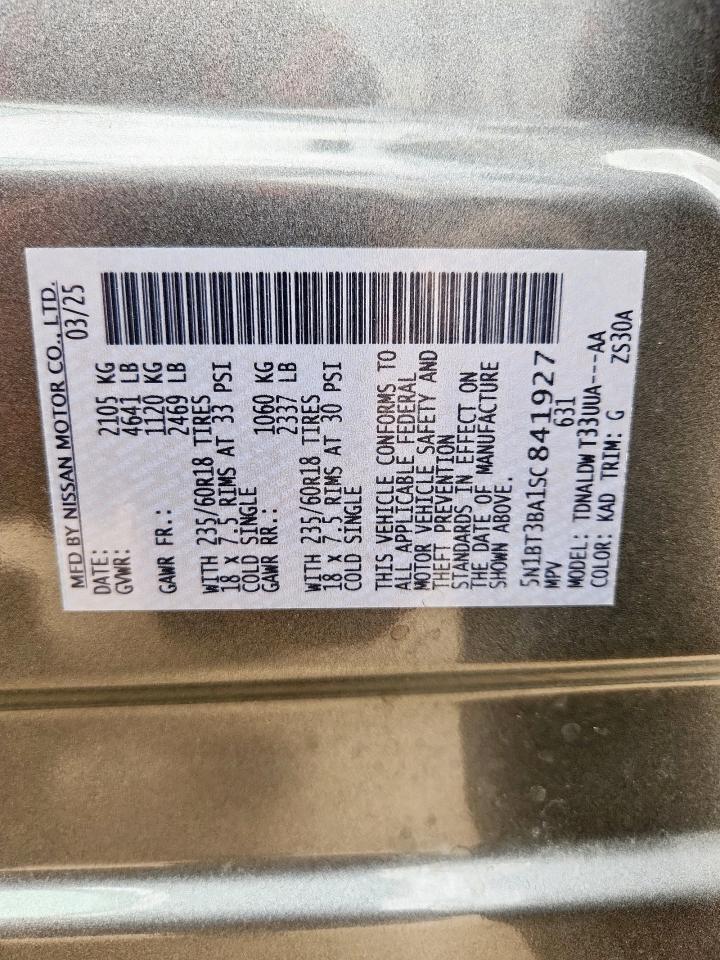 MFD BY NISSAN MOTOR CO., LTD.
DATE: 03/25
GVWR: 2105 KG
4641 LB
GAWR FR.: 1120 KG
2469 LB
WITH 235/60R18 TIRES
18 x 7.5 RIMS AT 33 PSI
COLD SINGLE
GAWR RR.: 1060 KG
2337 LB
WITH 235/60R18 TIRES
18 x 7.5 RIMS AT 30 PSI
COLD SINGLE
THIS VEHICLE CONFORMS TO
ALL APPLICABLE FEDERAL
MOTOR VEHICLE SAFETY AND
THEFT PREVENTION
STANDARDS IN EFFECT ON
THE DATE OF MANUFACTURE
SHOWN ABOVE.
5N1BT3BA1SC841927
MPV 631
MODEL: TDNALDW T33UUA---AA
COLOR: KAD TRIM: G ZS30A